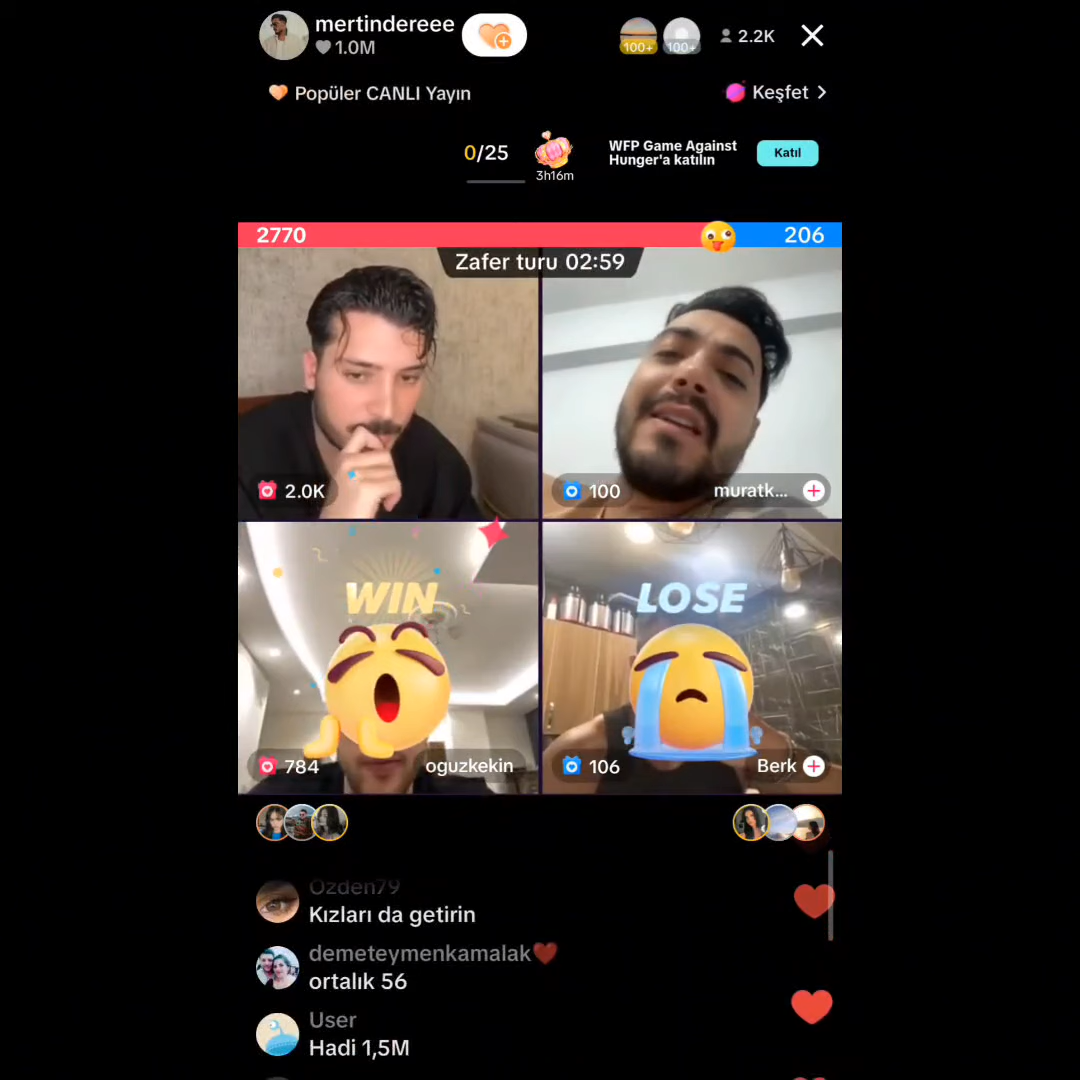 mertindereee
1.0M
100+
100+
2.2K
Popüler CANLI Yayın
Keşfet
0/25
3h16m
WFP Game Against
Hunger'a katılın
Katıl
2770
206
Zafer turu 02:59
2.0K
100
muratk...
WIN
LOSE
784
oguzkekin
106
Berk
Özden79
Kızları da getirin
demeteymenkamalak
ortalık 56
User
Hadi 1,5M